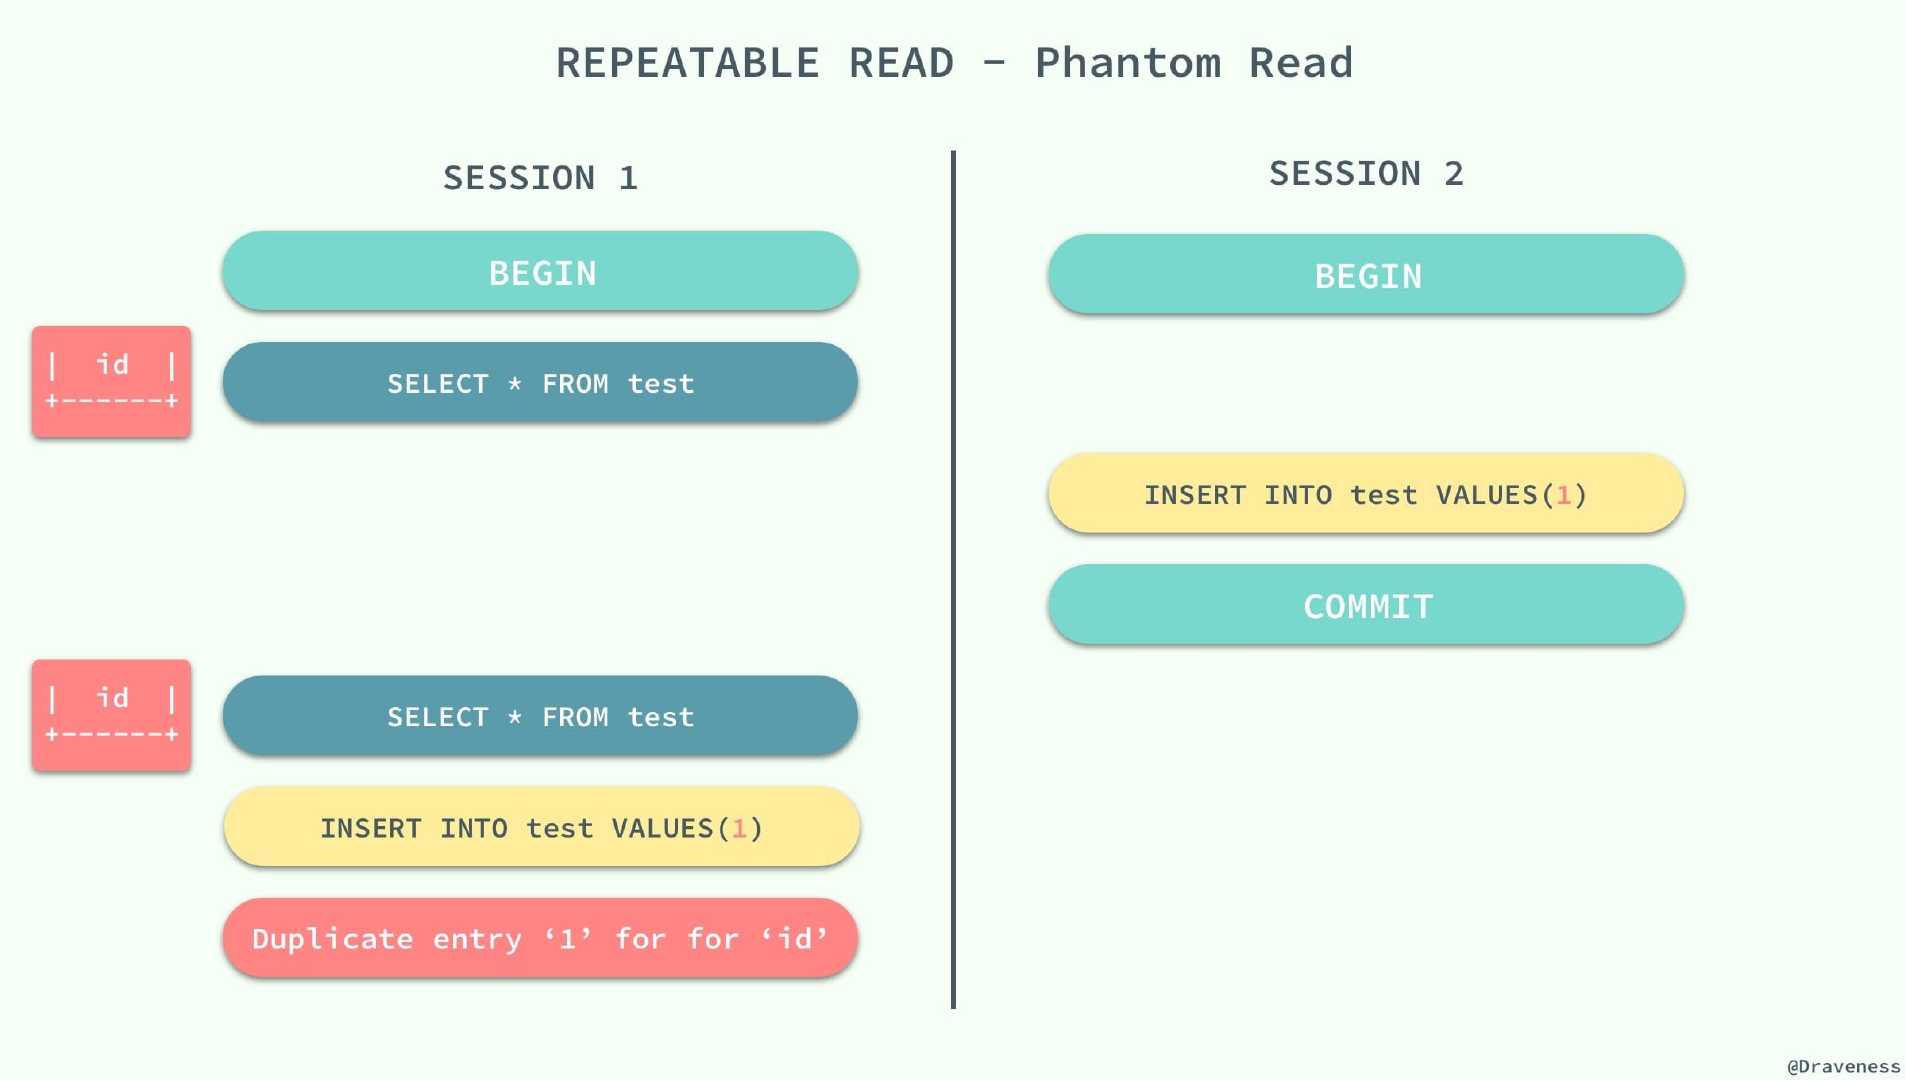 REPEATABLE READ - Phantom Read
SESSION 1
BEGIN
| id |
+------+
SELECT * FROM test
| id |
+------+
SELECT * FROM test
INSERT INTO test VALUES(1)
Duplicate entry ‘1’ for for ‘id’
SESSION 2
BEGIN
INSERT INTO test VALUES(1)
COMMIT
@Draveness